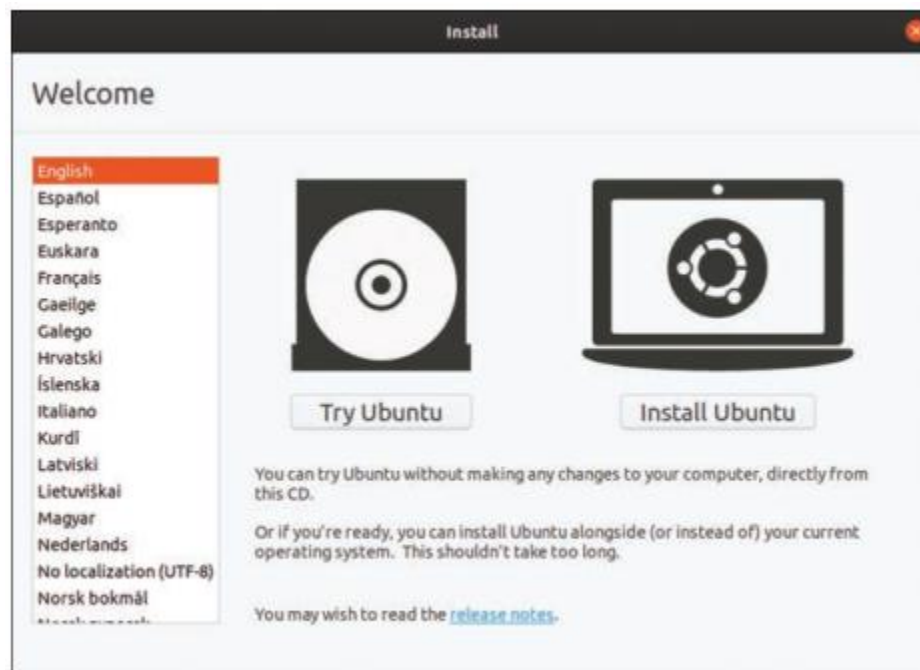 Install
Welcome
English
Español
Esperanto
Euskara
Français
Gaeilge
Galego
Hrvatski
Íslenska
Italiano
Kurdî
Latviski
Lietuviškai
Magyar
Nederlands
No localization (UTF-8)
Norsk bokmål
Try Ubuntu
Install Ubuntu
You can try Ubuntu without making any changes to your computer, directly from
this CD.
Or if you're ready, you can install Ubuntu alongside (or instead of) your current
operating system. This shouldn't take too long.
You may wish to read the release notes.